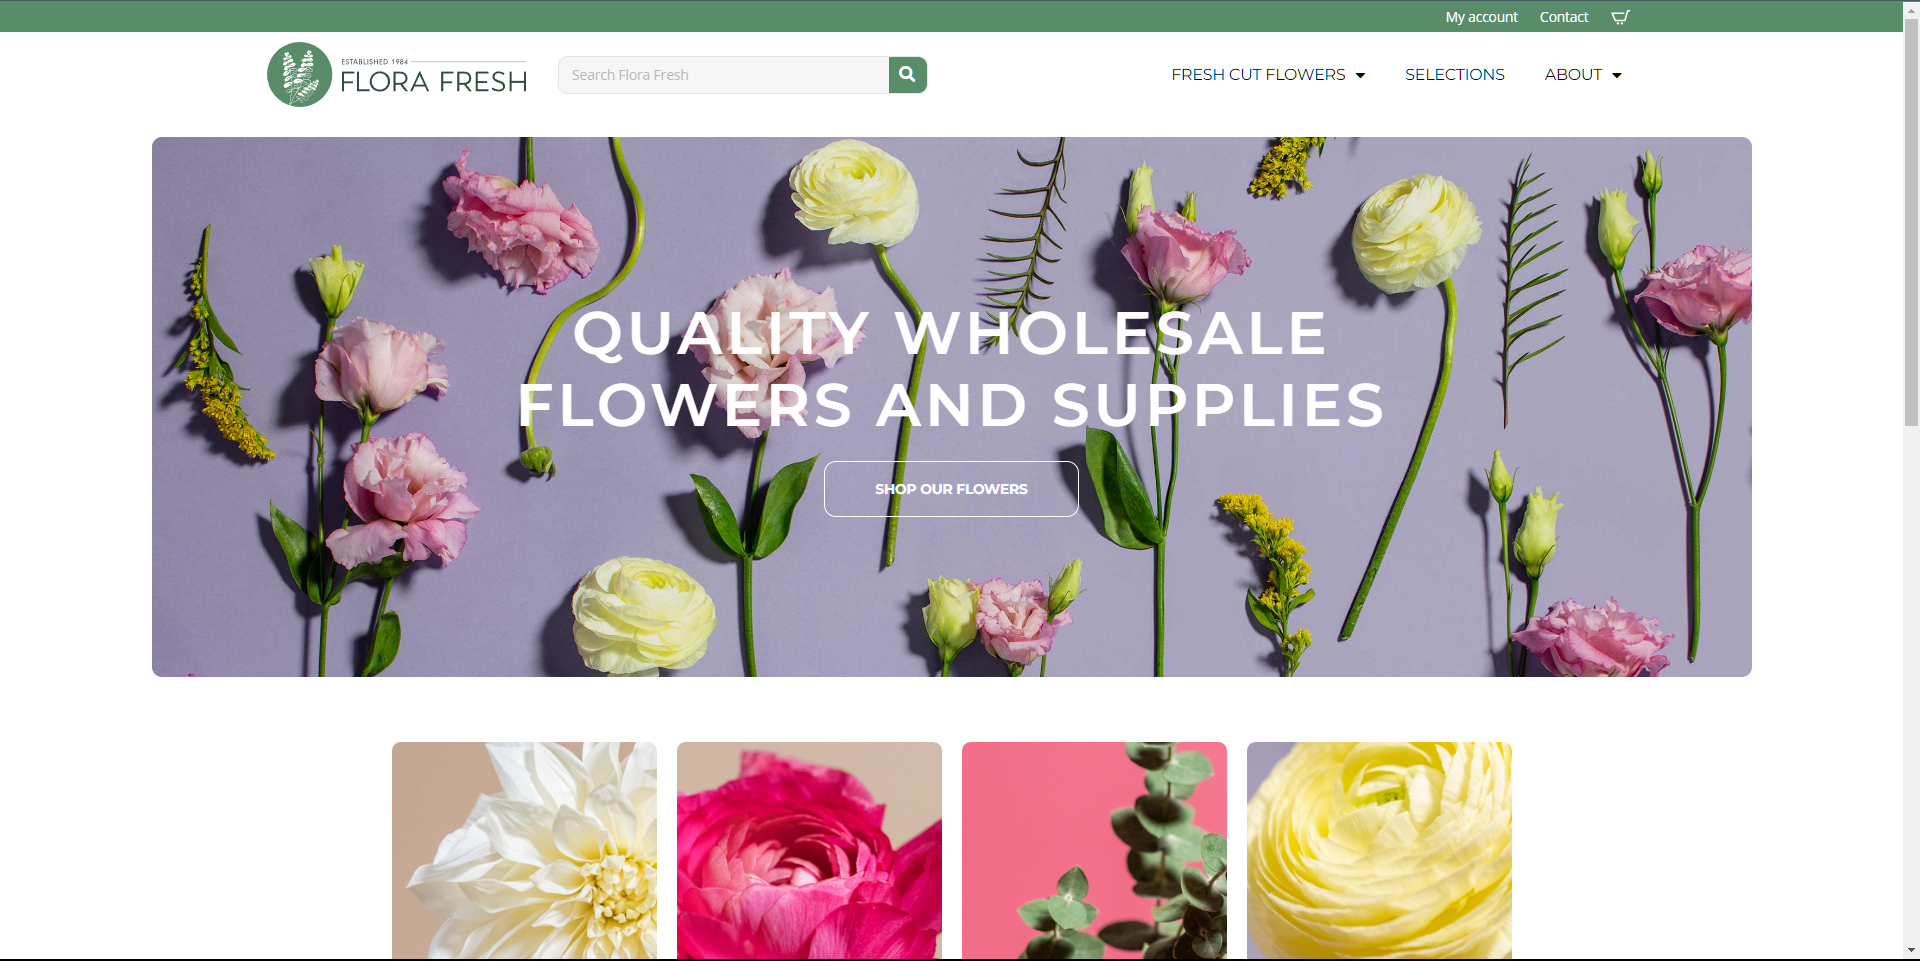 My account
Contact
ESTABLISHED 1984
FLORA FRESH
Search Flora Fresh
FRESH CUT FLOWERS
SELECTIONS
ABOUT
QUALITY WHOLESALE
FLOWERS AND SUPPLIES
SHOP OUR FLOWERS